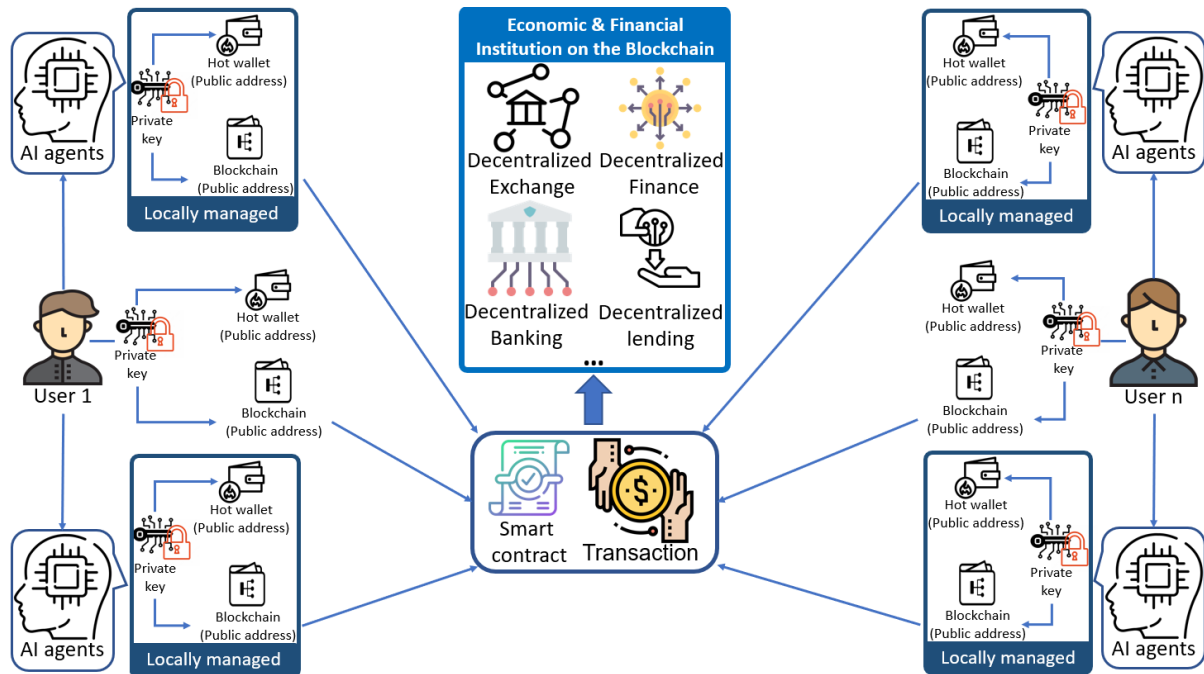 Economic & Financial
Institution on the Blockchain
Decentralized
Exchange
Decentralized
Finance
Decentralized
Banking
Decentralized
lending
...
AI agents
Hot wallet
(Public address)
Private
key
Blockchain
(Public address)
Locally managed
User 1
Hot wallet
(Public address)
Private
key
Blockchain
(Public address)
AI agents
Hot wallet
(Public address)
Private
key
Blockchain
(Public address)
Locally managed
Smart
contract
$
Transaction
Hot wallet
(Public address)
Private
key
Blockchain
(Public address)
Locally managed
AI agents
Hot wallet
(Public address)
Private
key
Blockchain
(Public address)
User n
Hot wallet
(Public address)
Private
key
Blockchain
(Public address)
Locally managed
AI agents